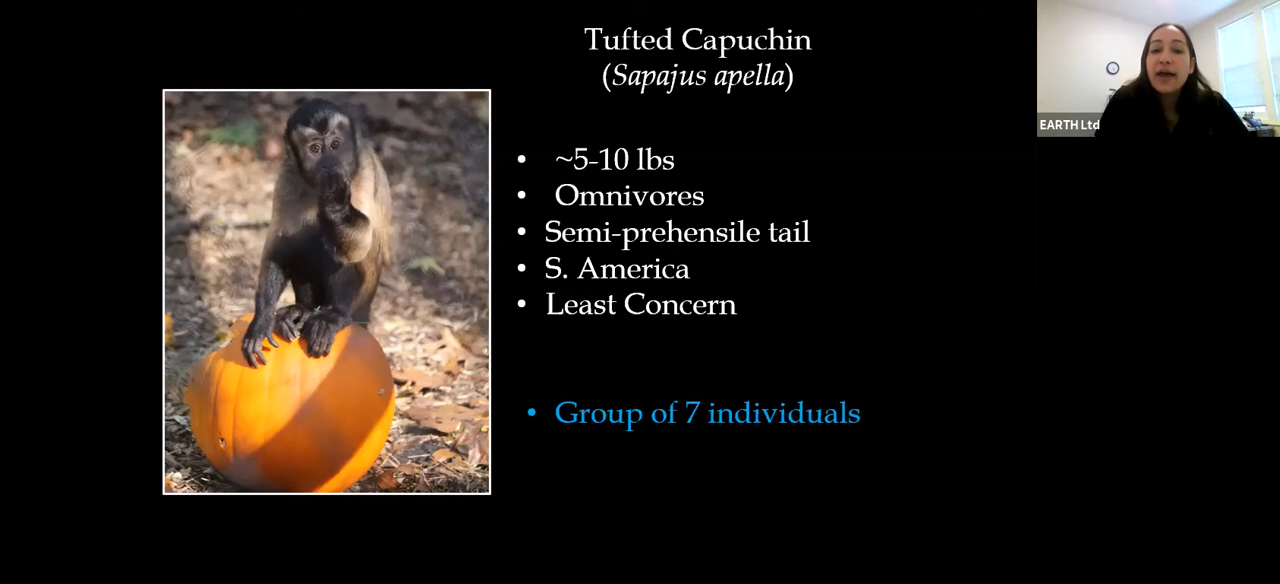 Tufted Capuchin
(Sapajus apella)
• ~5-10 lbs
• Omnivores
• Semi-prehensile tail
• S. America
• Least Concern
• Group of 7 individuals
EARTH Ltd